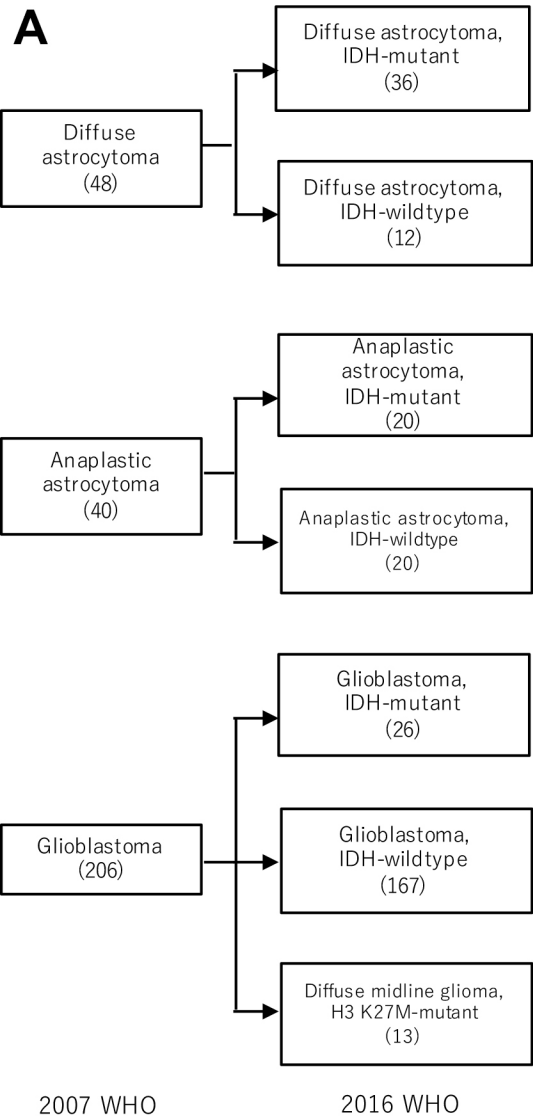 A
Diffuse
astrocytoma
(48)
Diffuse astrocytoma,
IDH-mutant
(36)
Diffuse astrocytoma,
IDH-wildtype
(12)
Anaplastic
astrocytoma
(40)
Anaplastic
astrocytoma,
IDH-mutant
(20)
Anaplastic astrocytoma,
IDH-wildtype
(20)
Glioblastoma
(206)
Glioblastoma,
IDH-mutant
(26)
Glioblastoma,
IDH-wildtype
(167)
Diffuse midline glioma,
H3 K27M-mutant
(13)
2007 WHO
2016 WHO